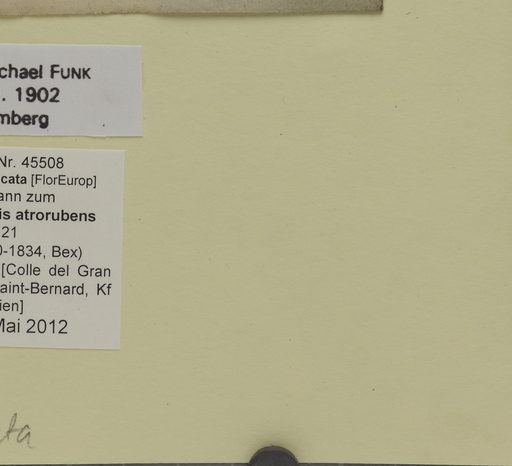 chael FUNK
. 1902
mberg
Nr. 45508
cata [FlorEurop]
ann zum
is atrorubens
21
0-1834, Bex)
[Colle del Gran
aint-Bernard, Kf
ien]
Mai 2012
ta